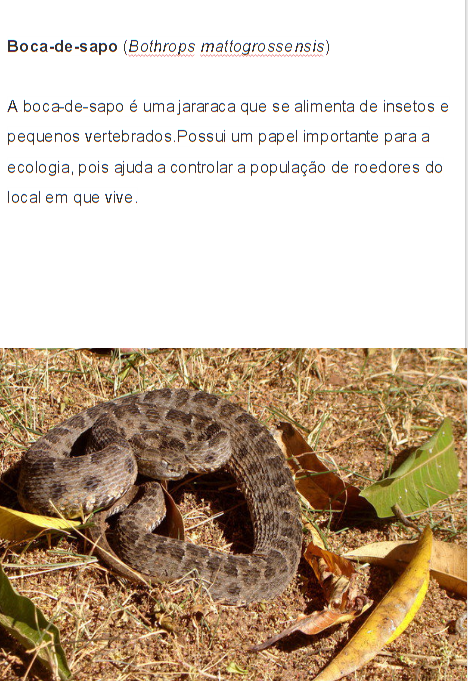 Boca-de-sapo (Bothrops mattogrossensis)
A boca-de-sapo é uma jararaca que se alimenta de insetos e
pequenos vertebrados.Possui um papel importante para a
ecologia, pois ajuda a controlar a população de roedores do
local em que vive.